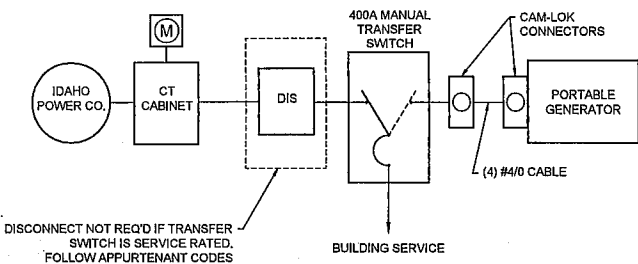 400A MANUAL
TRANSFER
SWITCH
CAM-LOK
CONNECTORS
M
IDAHO
POWER CO.
CT
CABINET
DIS
PORTABLE
GENERATOR
(4) #4/0 CABLE
DISCONNECT NOT REQ'D IF TRANSFER
SWITCH IS SERVICE RATED.
FOLLOW APPURTENANT CODES
BUILDING SERVICE